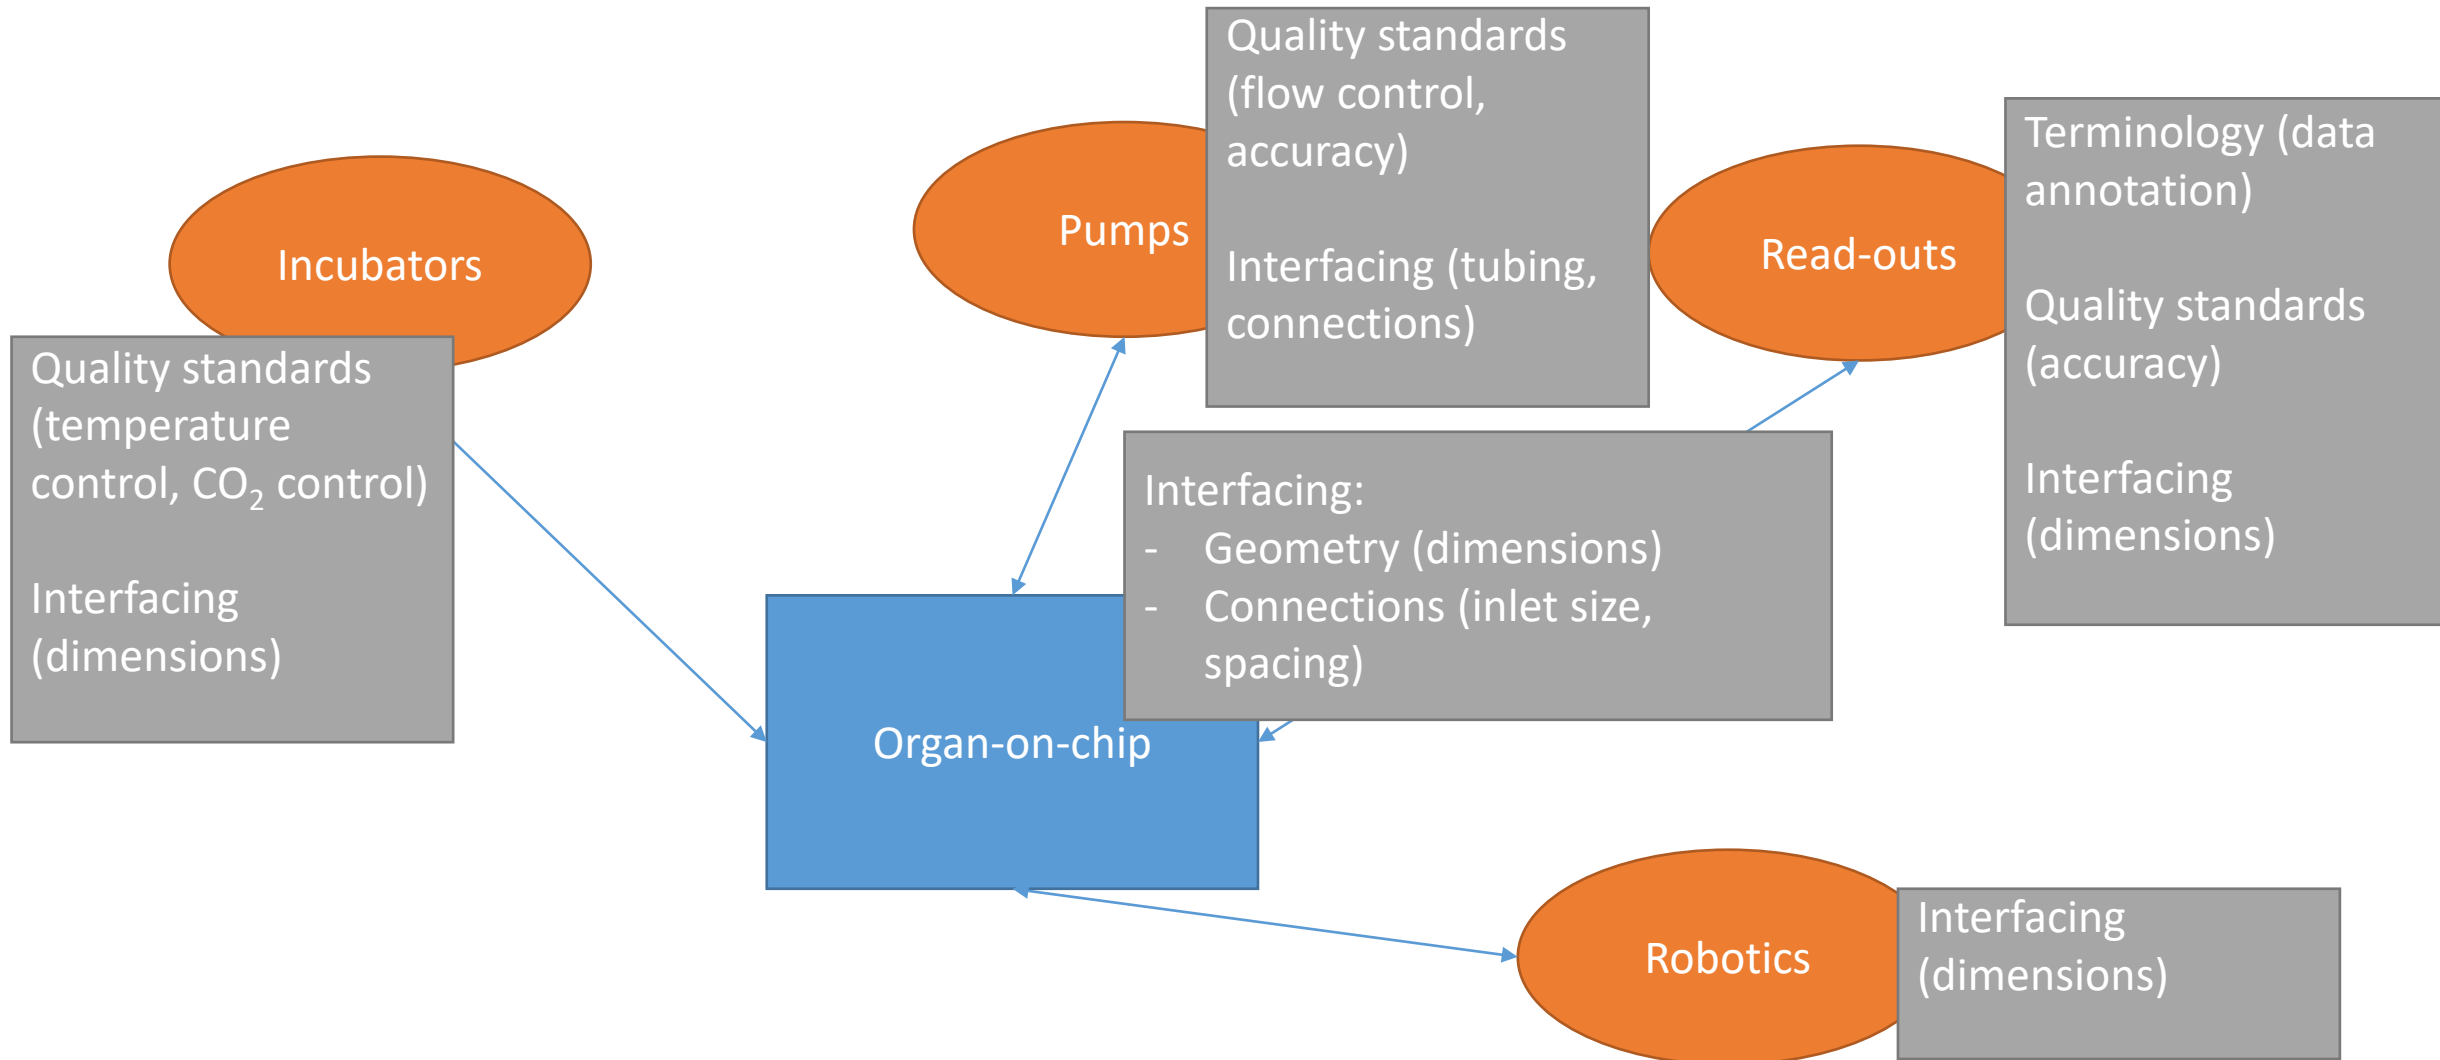 Quality standards
(flow control,
accuracy)
Interfacing (tubing,
connections)
Pumps
Incubators
Quality standards
(temperature
control, CO₂ control)
Interfacing
(dimensions)
Read-outs
Terminology (data
annotation)
Quality standards
(accuracy)
Interfacing
(dimensions)
Interfacing:
- Geometry (dimensions)
- Connections (inlet size,
spacing)
Organ-on-chip
Robotics
Interfacing
(dimensions)